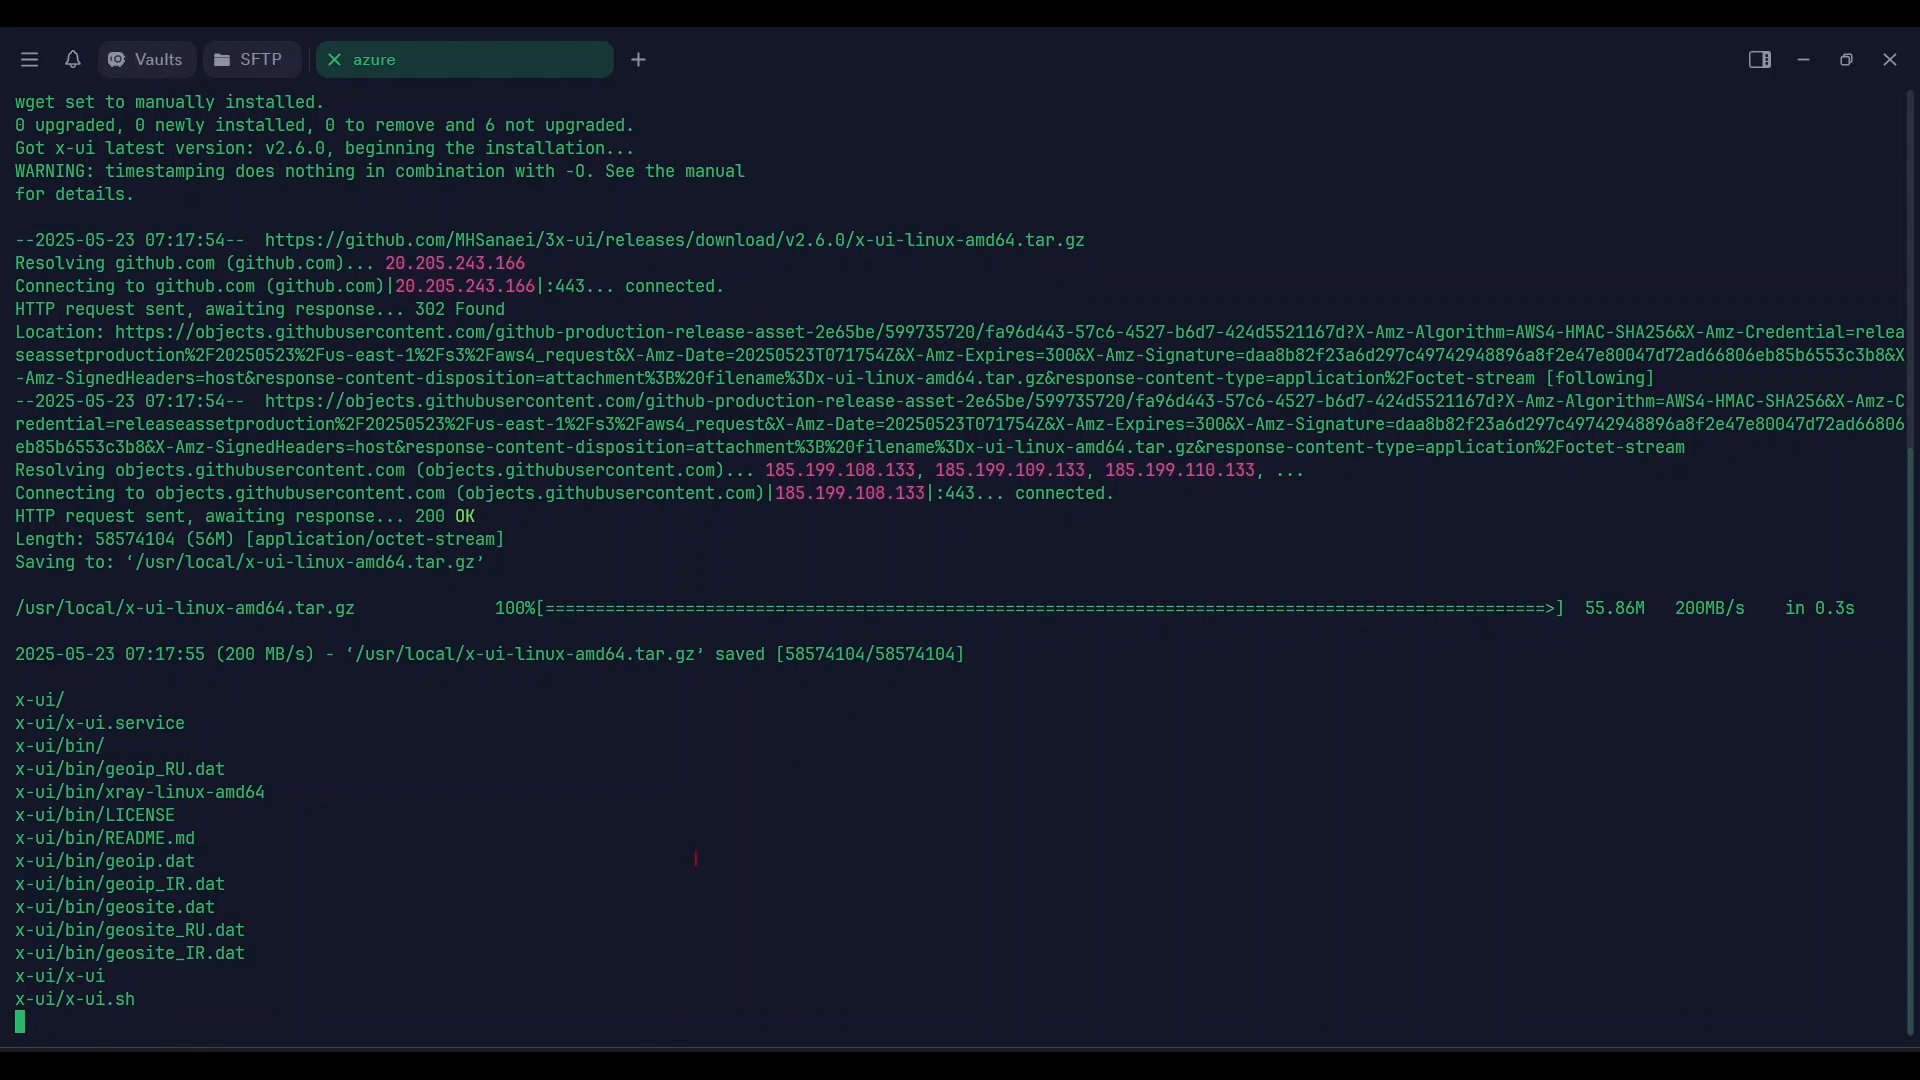 Vaults
SFTP
azure
wget set to manually installed.
0 upgraded, 0 newly installed, 0 to remove and 6 not upgraded.
Got x-ui latest version: v2.6.0, beginning the installation...
WARNING: timestamping does nothing in combination with -O. See the manual
for details.
--2025-05-23 07:17:54--  https://github.com/MHSanaei/3x-ui/releases/download/v2.6.0/x-ui-linux-amd64.tar.gz
Resolving github.com (github.com)... 20.205.243.166
Connecting to github.com (github.com)|20.205.243.166|:443... connected.
HTTP request sent, awaiting response... 302 Found
Location: https://objects.githubusercontent.com/github-production-release-asset-2e65be/599735720/fa96d443-57c6-4527-b6d7-424d5521167d?X-Amz-Algorithm=AWS4-HMAC-SHA256&X-Amz-Credential=relea
seassetproduction%2F20250523%2Fus-east-1%2Fs3%2Faws4_request&X-Amz-Date=20250523T071754Z&X-Amz-Expires=300&X-Amz-Signature=daa8b82f23a6d297c49742948896a8f2e47e80047d72ad66806eb85b6553c3b8&X
-Amz-SignedHeaders=host&response-content-disposition=attachment%3B%20filename%3Dx-ui-linux-amd64.tar.gz&response-content-type=application%2Foctet-stream [following]
--2025-05-23 07:17:54--  https://objects.githubusercontent.com/github-production-release-asset-2e65be/599735720/fa96d443-57c6-4527-b6d7-424d5521167d?X-Amz-Algorithm=AWS4-HMAC-SHA256&X-Amz-C
redential=releaseassetproduction%2F20250523%2Fus-east-1%2Fs3%2Faws4_request&X-Amz-Date=20250523T071754Z&X-Amz-Expires=300&X-Amz-Signature=daa8b82f23a6d297c49742948896a8f2e47e80047d72ad66806
eb85b6553c3b8&X-Amz-SignedHeaders=host&response-content-disposition=attachment%3B%20filename%3Dx-ui-linux-amd64.tar.gz&response-content-type=application%2Foctet-stream
Resolving objects.githubusercontent.com (objects.githubusercontent.com)... 185.199.108.133, 185.199.109.133, 185.199.110.133, ...
Connecting to objects.githubusercontent.com (objects.githubusercontent.com)|185.199.108.133|:443... connected.
HTTP request sent, awaiting response... 200 OK
Length: 58574104 (56M) [application/octet-stream]
Saving to: ‘/usr/local/x-ui-linux-amd64.tar.gz’
/usr/local/x-ui-linux-amd64.tar.gz 100%[====================================================================================================>] 55.86M 200MB/s in 0.3s
2025-05-23 07:17:55 (200 MB/s) - ‘/usr/local/x-ui-linux-amd64.tar.gz’ saved [58574104/58574104]
x-ui/
x-ui/x-ui.service
x-ui/bin/
x-ui/bin/geoip_RU.dat
x-ui/bin/xray-linux-amd64
x-ui/bin/LICENSE
x-ui/bin/README.md
x-ui/bin/geoip.dat
x-ui/bin/geoip_IR.dat
x-ui/bin/geosite.dat
x-ui/bin/geosite_RU.dat
x-ui/bin/geosite_IR.dat
x-ui/x-ui
x-ui/x-ui.sh